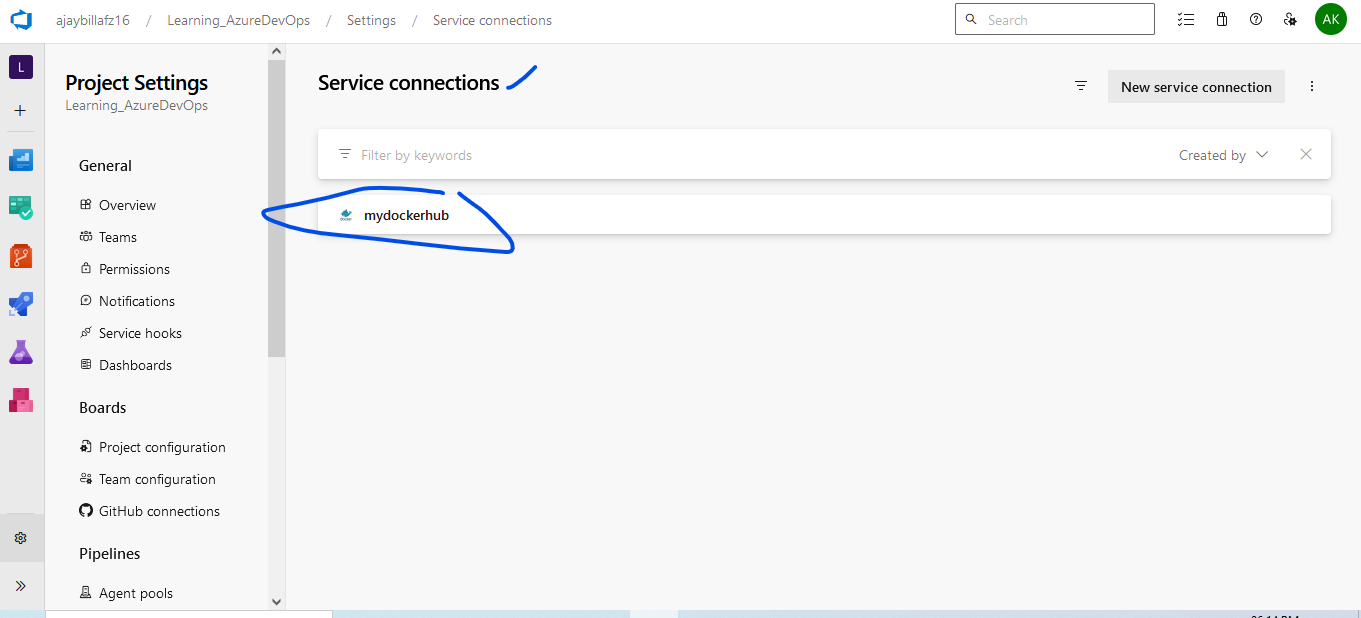 ajaybillafz16 / Learning_AzureDevOps / Settings / Service connections
Search
AK
L
Project Settings
Learning_AzureDevOps
General
Overview
Teams
Permissions
Notifications
Service hooks
Dashboards
Boards
Project configuration
Team configuration
GitHub connections
Pipelines
Agent pools
Service connections
New service connection
Filter by keywords
Created by
mydockerhub